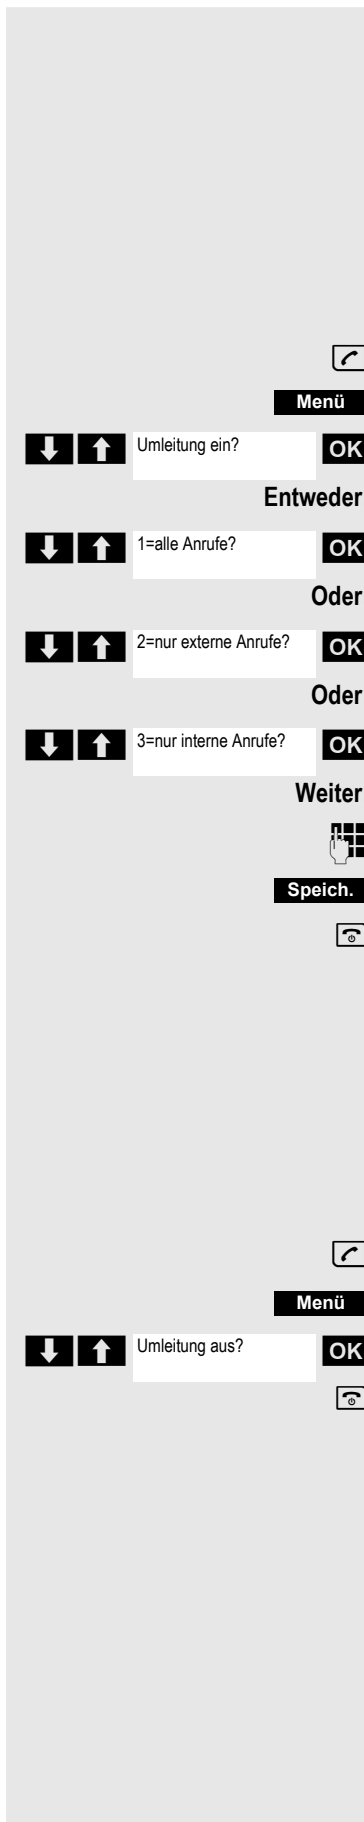 Menü
Umleitung ein? OK
Entweder
1=alle Anrufe? OK
Oder
2=nur externe Anrufe? OK
Oder
3=nur interne Anrufe? OK
Weiter
Speich.
Menü
Umleitung aus? OK